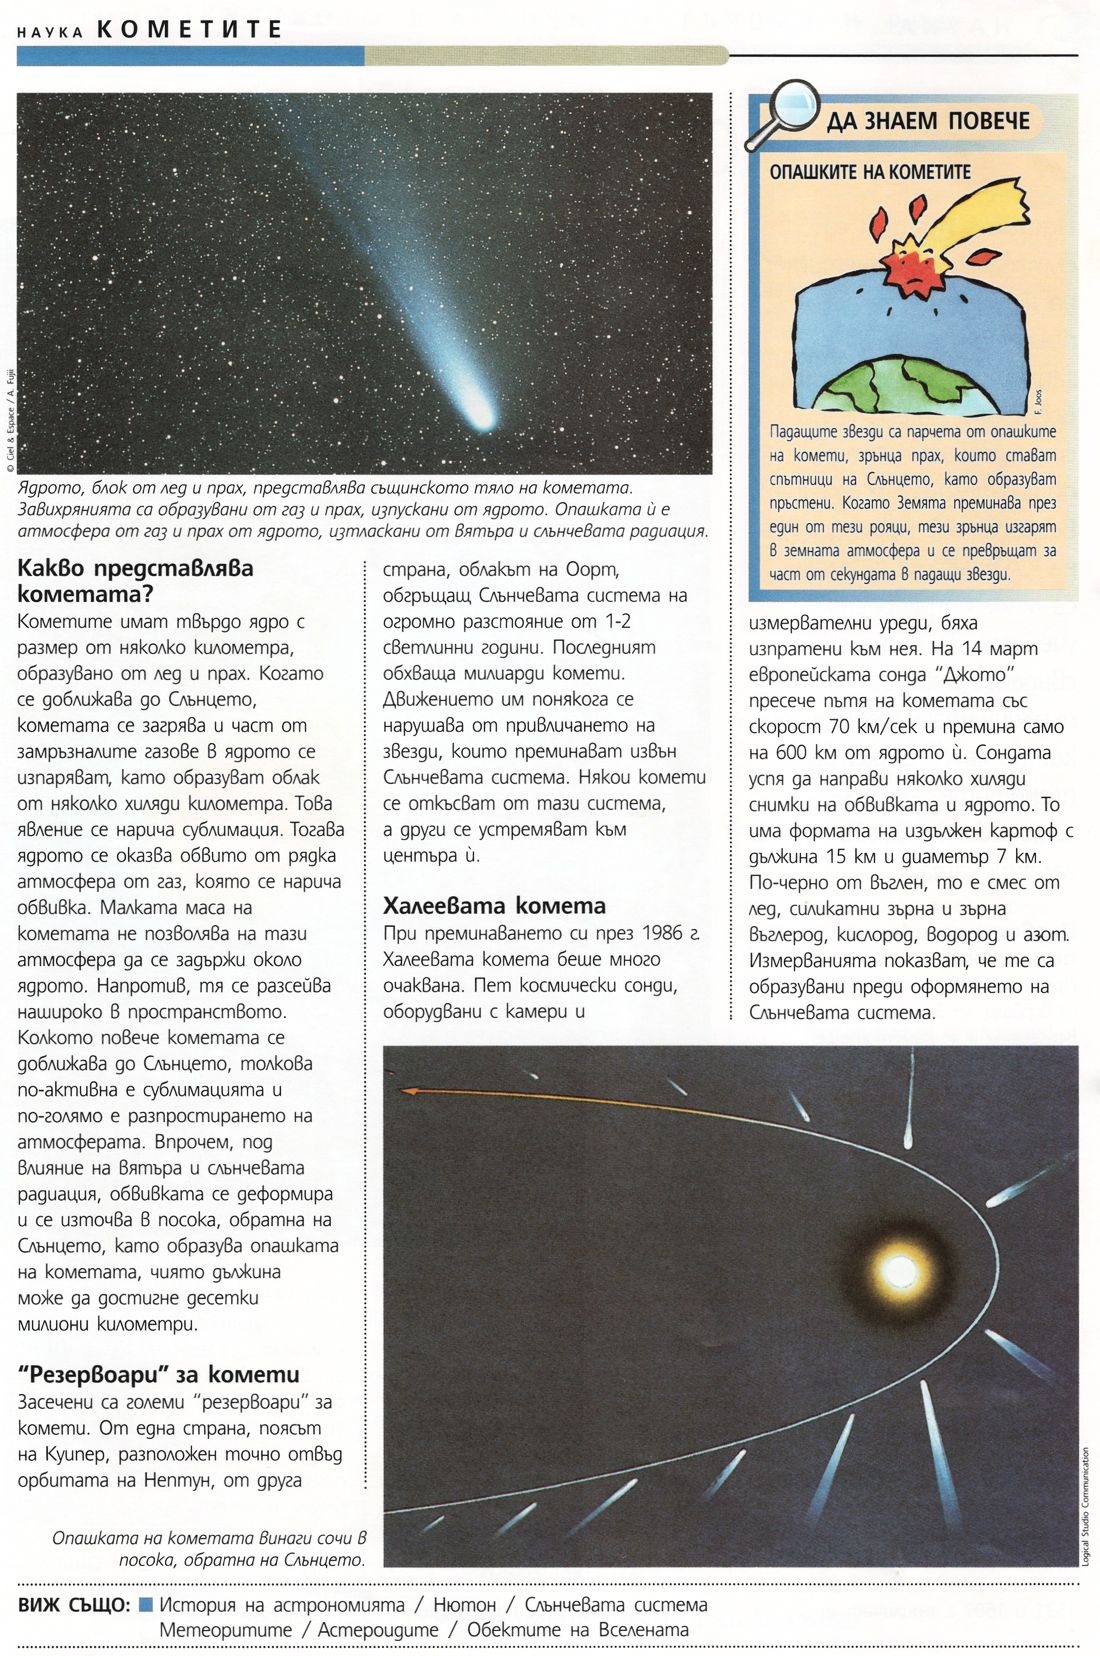 НАУКА КОМЕТИТЕ
© Ciel & Espace / A. Fujii
Ядрото, блок от лед и прах, представлява същинското тяло на кометата.
Завихрянията са образувани от газ и прах, изпускани от ядрото. Опашката ѝ е
атмосфера от газ и прах от ядрото, изтласкани от вятъра и слънчевата радиация.
Какво представлява
кометата?
Кометите имат твърдо ядро с
размер от няколко километра,
образувано от лед и прах. Когато
се доближава до Слънцето,
кометата се загрява и част от
замръзналите газове в ядрото се
изпаряват, като образуват облак
от няколко хиляди километра. Това
явление се нарича сублимация. Тогава
ядрото се оказва обвито от рядка
атмосфера от газ, която се нарича
обвивка. Малката маса на
кометата не позволява на тази
атмосфера да се задържи около
ядрото. Напротив, тя се разсейва
нашироко в пространството.
Колкото повече кометата се
доближава до Слънцето, толкова
по-активна е сублимацията и
по-голямо е разпростирането на
атмосферата. Впрочем, под
влияние на вятъра и слънчевата
радиация, обвивката се деформира
и се източва в посока, обратна на
Слънцето, като образува опашката
на кометата, чиято дължина
може да достигне десетки
милиони километри.
“Резервоари” за комети
Засечени са големи “резервоари” за
комети. От една страна, поясът
на Куипер, разположен точно отвъд
орбитата на Нептун, от друга
страна, облакът на Оорт,
обгръщащ Слънчевата система на
огромно разстояние от 1-2
светлинни години. Последният
обхваща милиарди комети.
Движението им понякога се
нарушава от привличането на
звезди, които преминават извън
Слънчевата система. Някои комети
се откъсват от тази система,
а други се устремяват към
центъра ѝ.
Халеевата комета
При преминаването си през 1986 г.
Халеевата комета беше много
очаквана. Пет космически сонди,
оборудвани с камери и
ДА ЗНАЕМ ПОВЕЧЕ
ОПАШКИТЕ НА КОМЕТИТЕ
F. Joos
Падащите звезди са парчета от опашките
на комети, зрънца прах, които стават
спътници на Слънцето, като образуват
пръстени. Когато Земята преминава през
един от тези рояци, тези зрънца изгарят
в земната атмосфера и се превръщат за
част от секундата в падащи звезди.
измервателни уреди, бяха
изпратени към нея. На 14 март
европейската сонда “Джото”
пресече пътя на кометата със
скорост 70 км/сек и премина само
на 600 км от ядрото ѝ. Сондата
успя да направи няколко хиляди
снимки на обвивката и ядрото. То
има формата на издължен картоф с
дължина 15 км и диаметър 7 км.
По-черно от въглен, то е смес от
лед, силикатни зърна и зърна
въглерод, кислород, водород и азот.
Измерванията показват, че те са
образувани преди оформянето на
Слънчевата система.
Опашката на кометата винаги сочи в
посока, обратна на Слънцето.
Logical Studio Communication
ВИЖ СЪЩО: История на астрономията / Нютон / Слънчевата система
Метеоритите / Астероидите / Обектите на Вселената